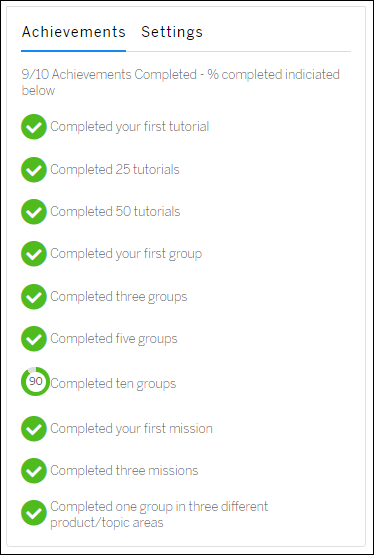 Achievements Settings
9/10 Achievements Completed - % completed indiciated
below
Completed your first tutorial
Completed 25 tutorials
Completed 50 tutorials
Completed your first group
Completed three groups
Completed five groups
90 Completed ten groups
Completed your first mission
Completed three missions
Completed one group in three different
product/topic areas